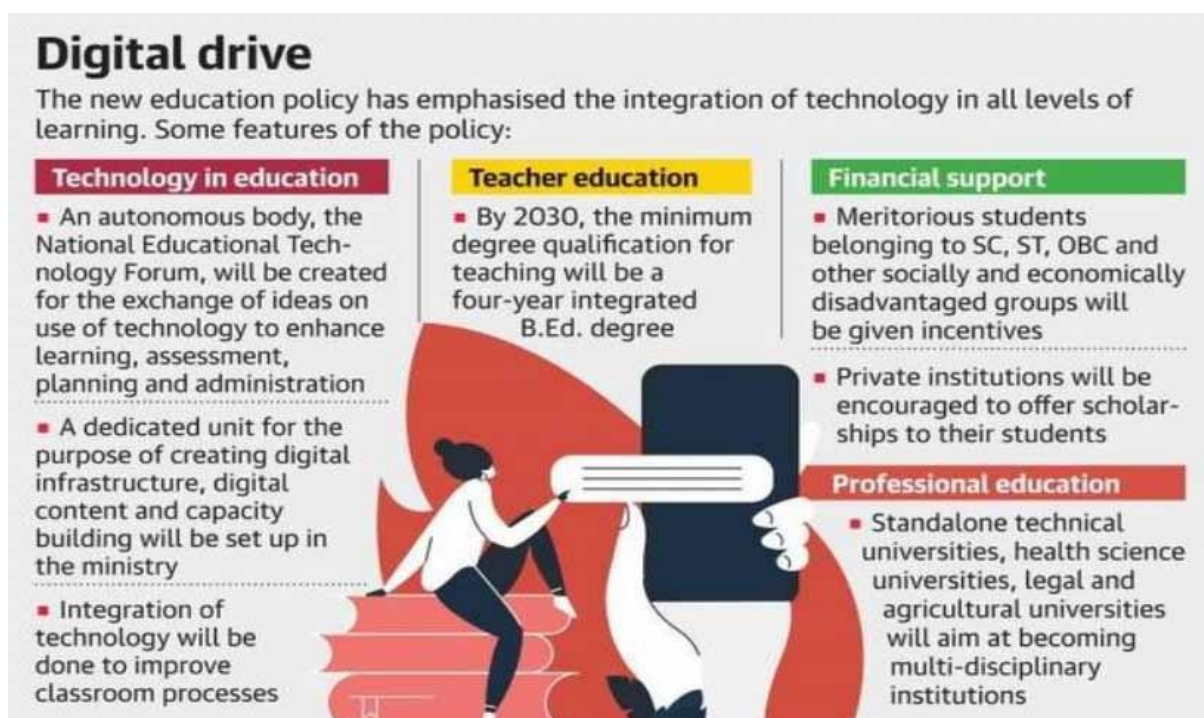 Digital drive
The new education policy has emphasised the integration of technology in all levels of
learning. Some features of the policy:
Technology in education
▪ An autonomous body, the
National Educational Tech-
nology Forum, will be created
for the exchange of ideas on
use of technology to enhance
learning, assessment,
planning and administration
▪ A dedicated unit for the
purpose of creating digital
infrastructure, digital
content and capacity
building will be set up in
the ministry
▪ Integration of
technology will be
done to improve
classroom processes
Teacher education
▪ By 2030, the minimum
degree qualification for
teaching will be a
four-year integrated
B.Ed. degree
Financial support
▪ Meritorious students
belonging to SC, ST, OBC and
other socially and economically
disadvantaged groups will
be given incentives
▪ Private institutions will be
encouraged to offer scholar-
ships to their students
Professional education
▪ Standalone technical
universities, health science
universities, legal and
agricultural universities
will aim at becoming
multi-disciplinary
institutions